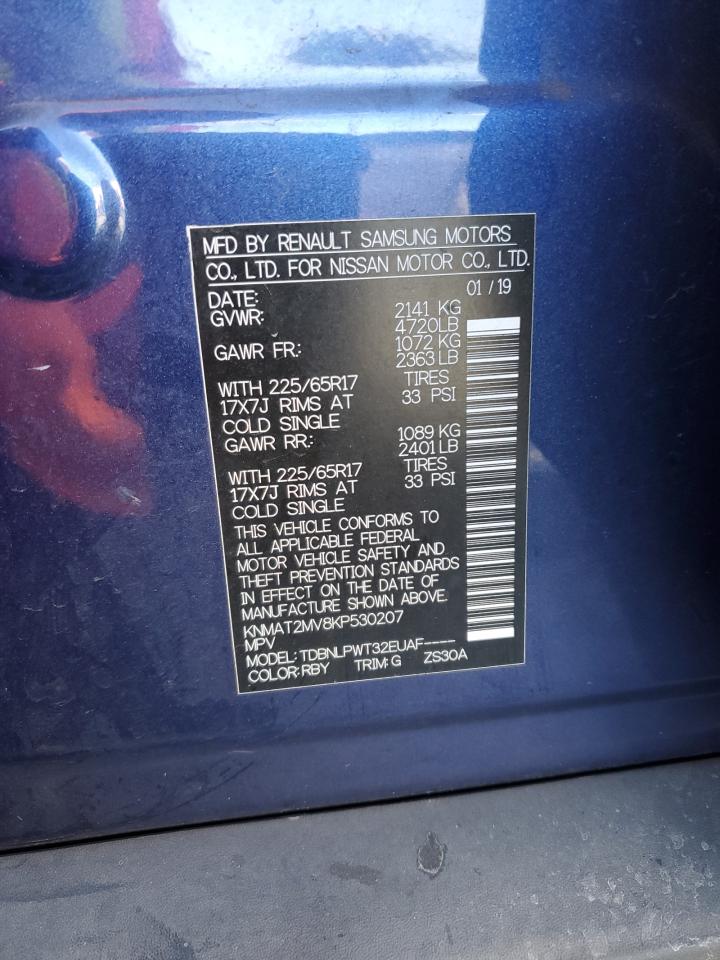 MFD BY RENAULT SAMSUNG MOTORS
CO., LTD. FOR NISSAN MOTOR CO., LTD.
DATE: 01 / 19
GVWR: 2141 KG
4720LB
GAWR FR.: 1072 KG
2363 LB
WITH 225/65R17 TIRES
17X7J RIMS AT 33 PSI
COLD SINGLE
GAWR RR.: 1089 KG
2401 LB
WITH 225/65R17 TIRES
17X7J RIMS AT 33 PSI
COLD SINGLE
THIS VEHICLE CONFORMS TO
ALL APPLICABLE FEDERAL
MOTOR VEHICLE SAFETY AND
THEFT PREVENTION STANDARDS
IN EFFECT ON THE DATE OF
MANUFACTURE SHOWN ABOVE.
KNMAT2MV8KP530207
MPV
MODEL: TDBNLPWT32EUAF----
COLOR: RBY TRIM: G ZS30A